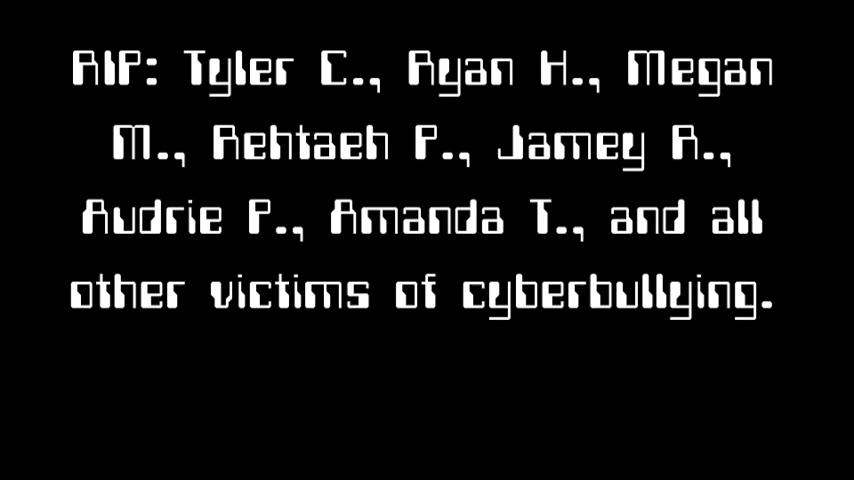 RIP: Tyler C., Ryan H., Megan
M., Rehtaeh P., Jamey R.,
Audrie P., Amanda T., and all
other victims of cyberbullying.